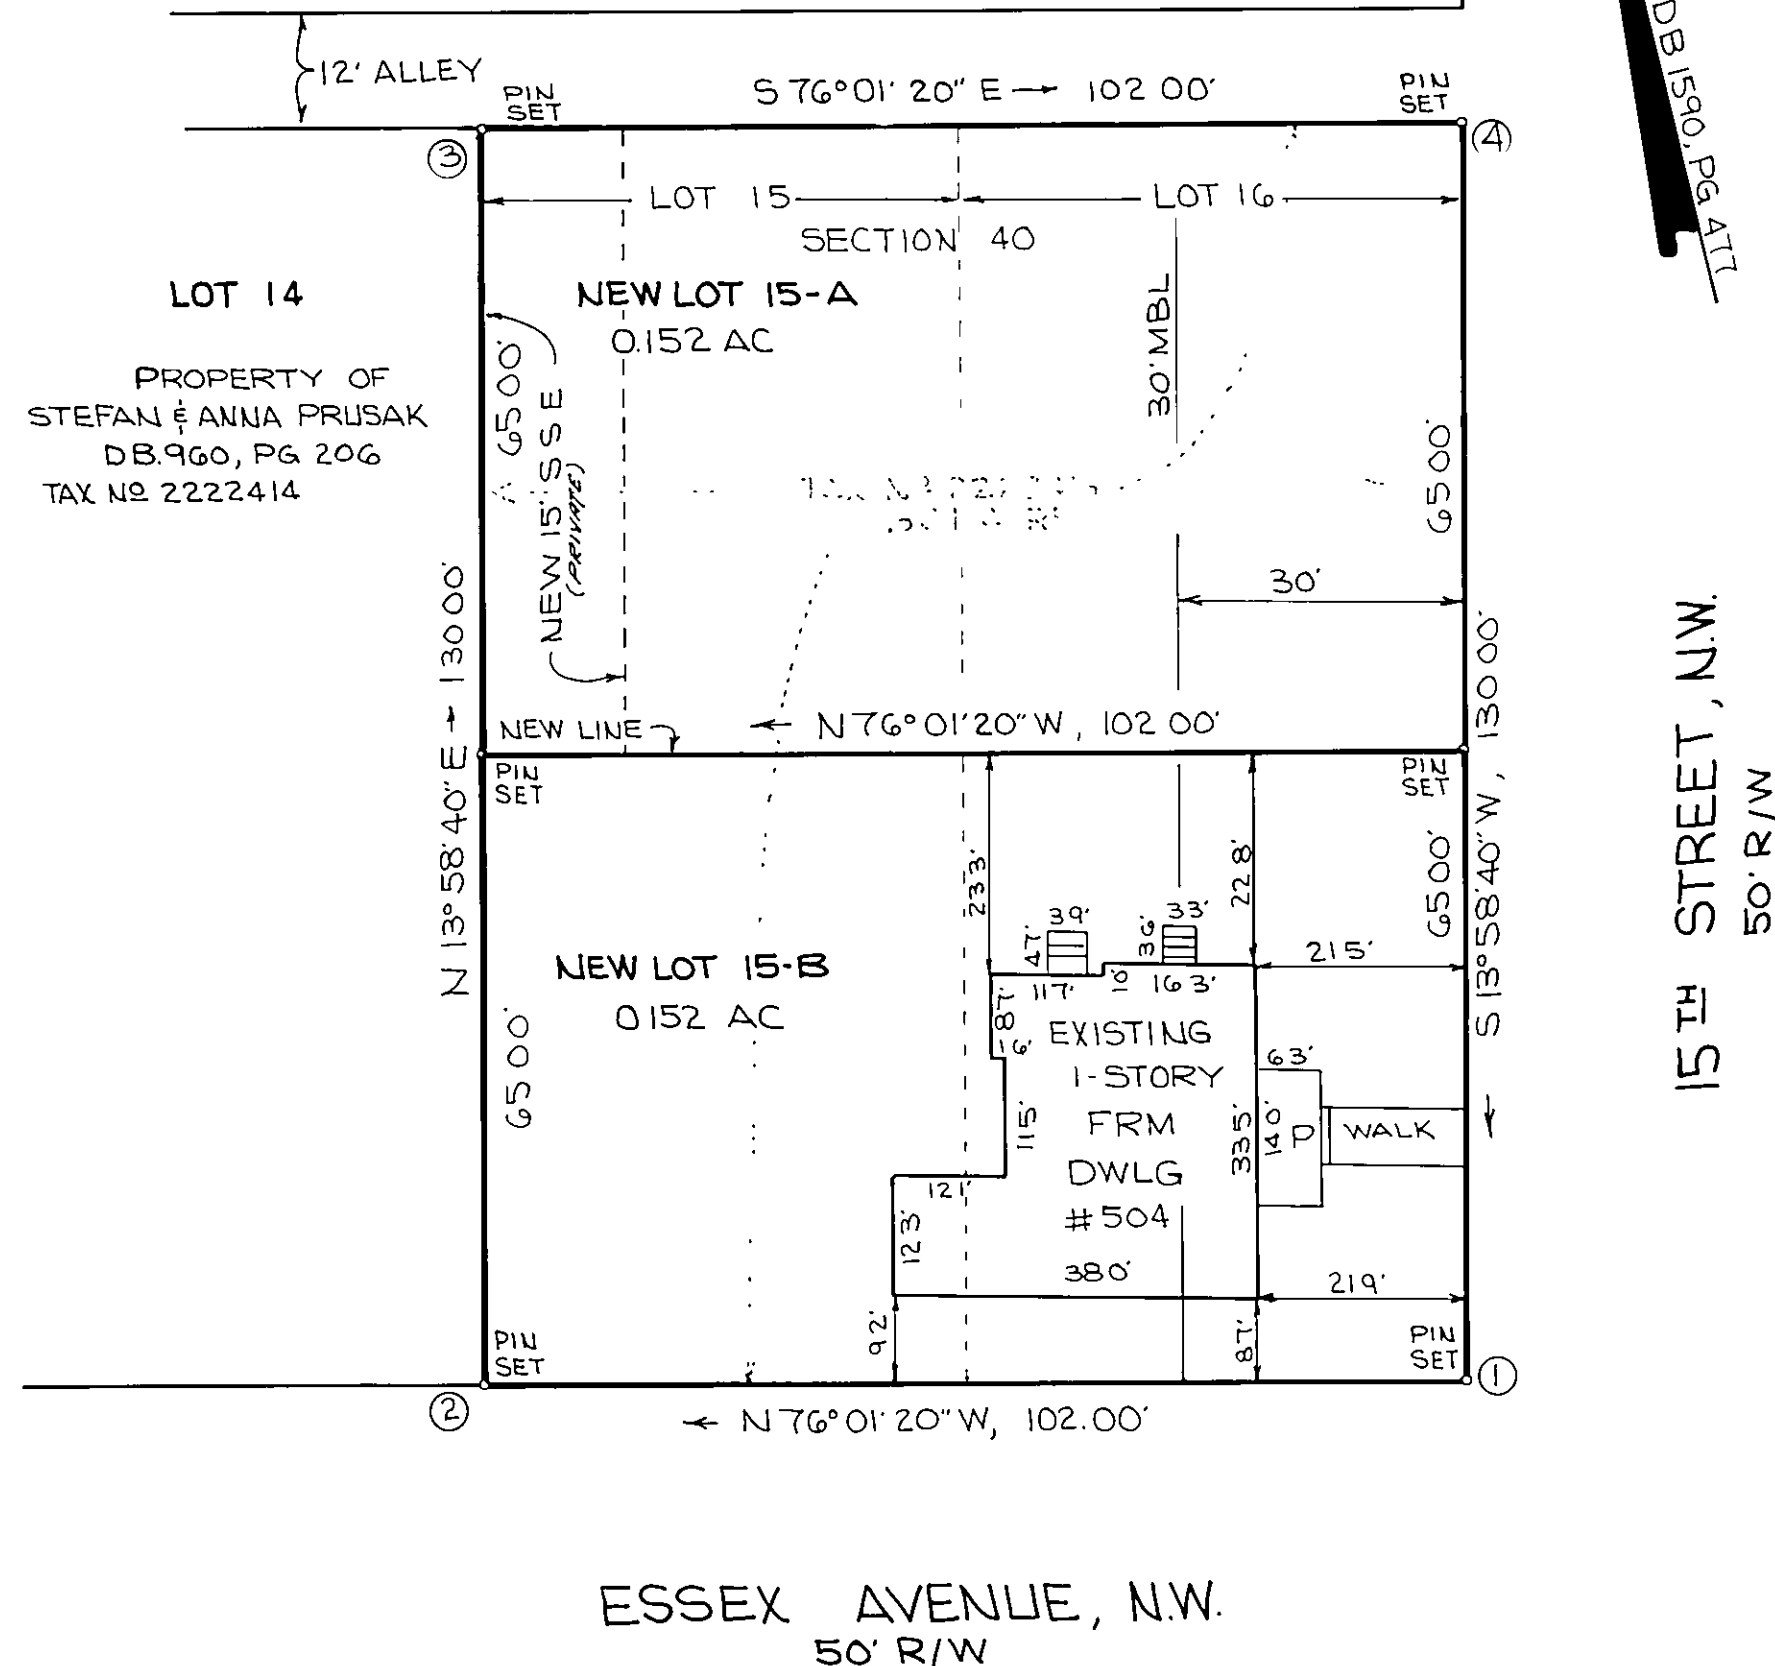 12' ALLEY
PIN
SET
S 76°01' 20" E → 102 00'
PIN
SET
DB 1590, PG 477
3
4
LOT 15
LOT 16
SECTION 40
LOT 14
NEW LOT 15-A
0.152 AC
30' MBL
65 00'
NEW 15' S S E
(PRIVATE)
PROPERTY OF
STEFAN & ANNA PRUSAK
DB.960, PG 206
TAX Nº 2222414
65 00'
30'
N 13° 58' 40" E → 130 00'
NEW LINE
← N 76° 01' 20" W, 102 00'
S 13° 58' 40" W, 130 00'
15TH STREET, N.W.
50' R/W
PIN
SET
PIN
SET
23 3'
22 8'
65 00'
3 9'
3 3'
4 7'
3 6'
21 5'
NEW LOT 15-B
0 152 AC
11 7'
1 0'
16 3'
8 7'
6'
65 00'
EXISTING
1-STORY
FRM
DWLG
# 504
6 3'
11 5'
33 5'
14 0'
P
WALK
12 1'
12 3'
38 0'
21 9'
9 2'
8 7'
PIN
SET
PIN
SET
2
1
← N 76° 01' 20" W, 102.00'
ESSEX AVENUE, N.W.
50' R/W